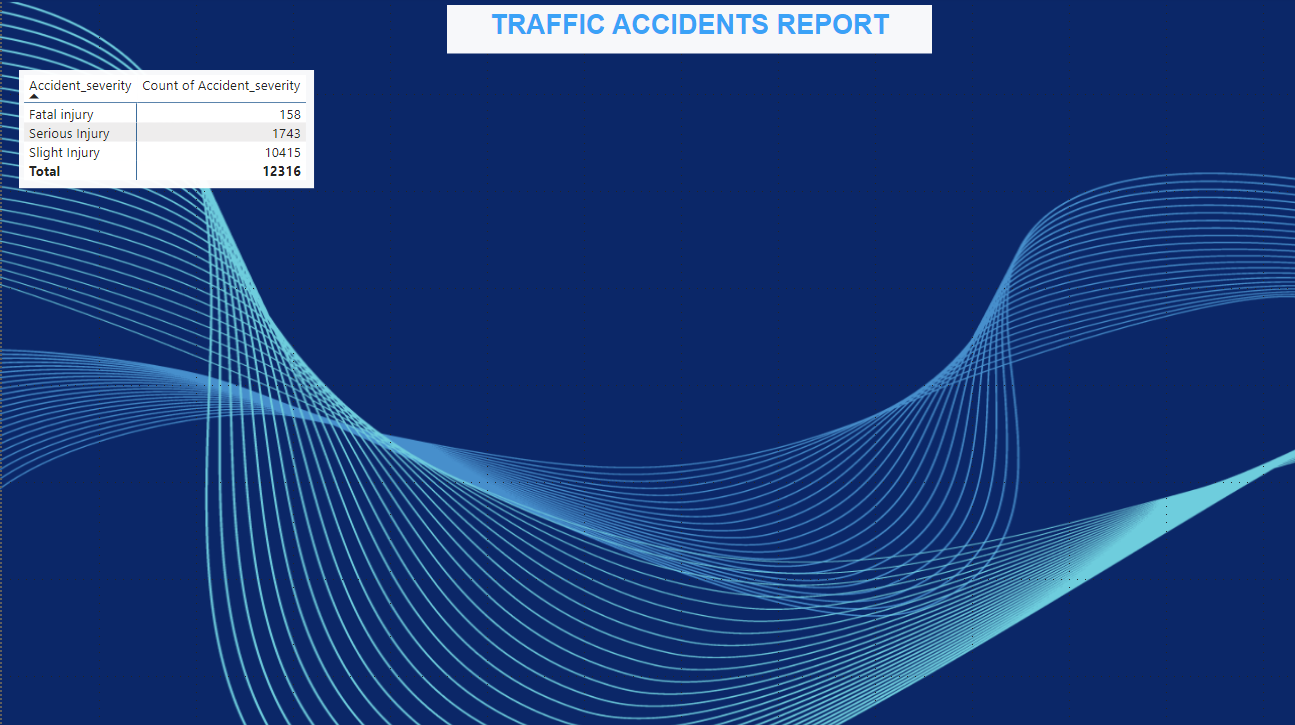 TRAFFIC ACCIDENTS REPORT
Accident_severity Count of Accident_severity
Fatal injury 158
Serious Injury 1743
Slight Injury 10415
Total 12316